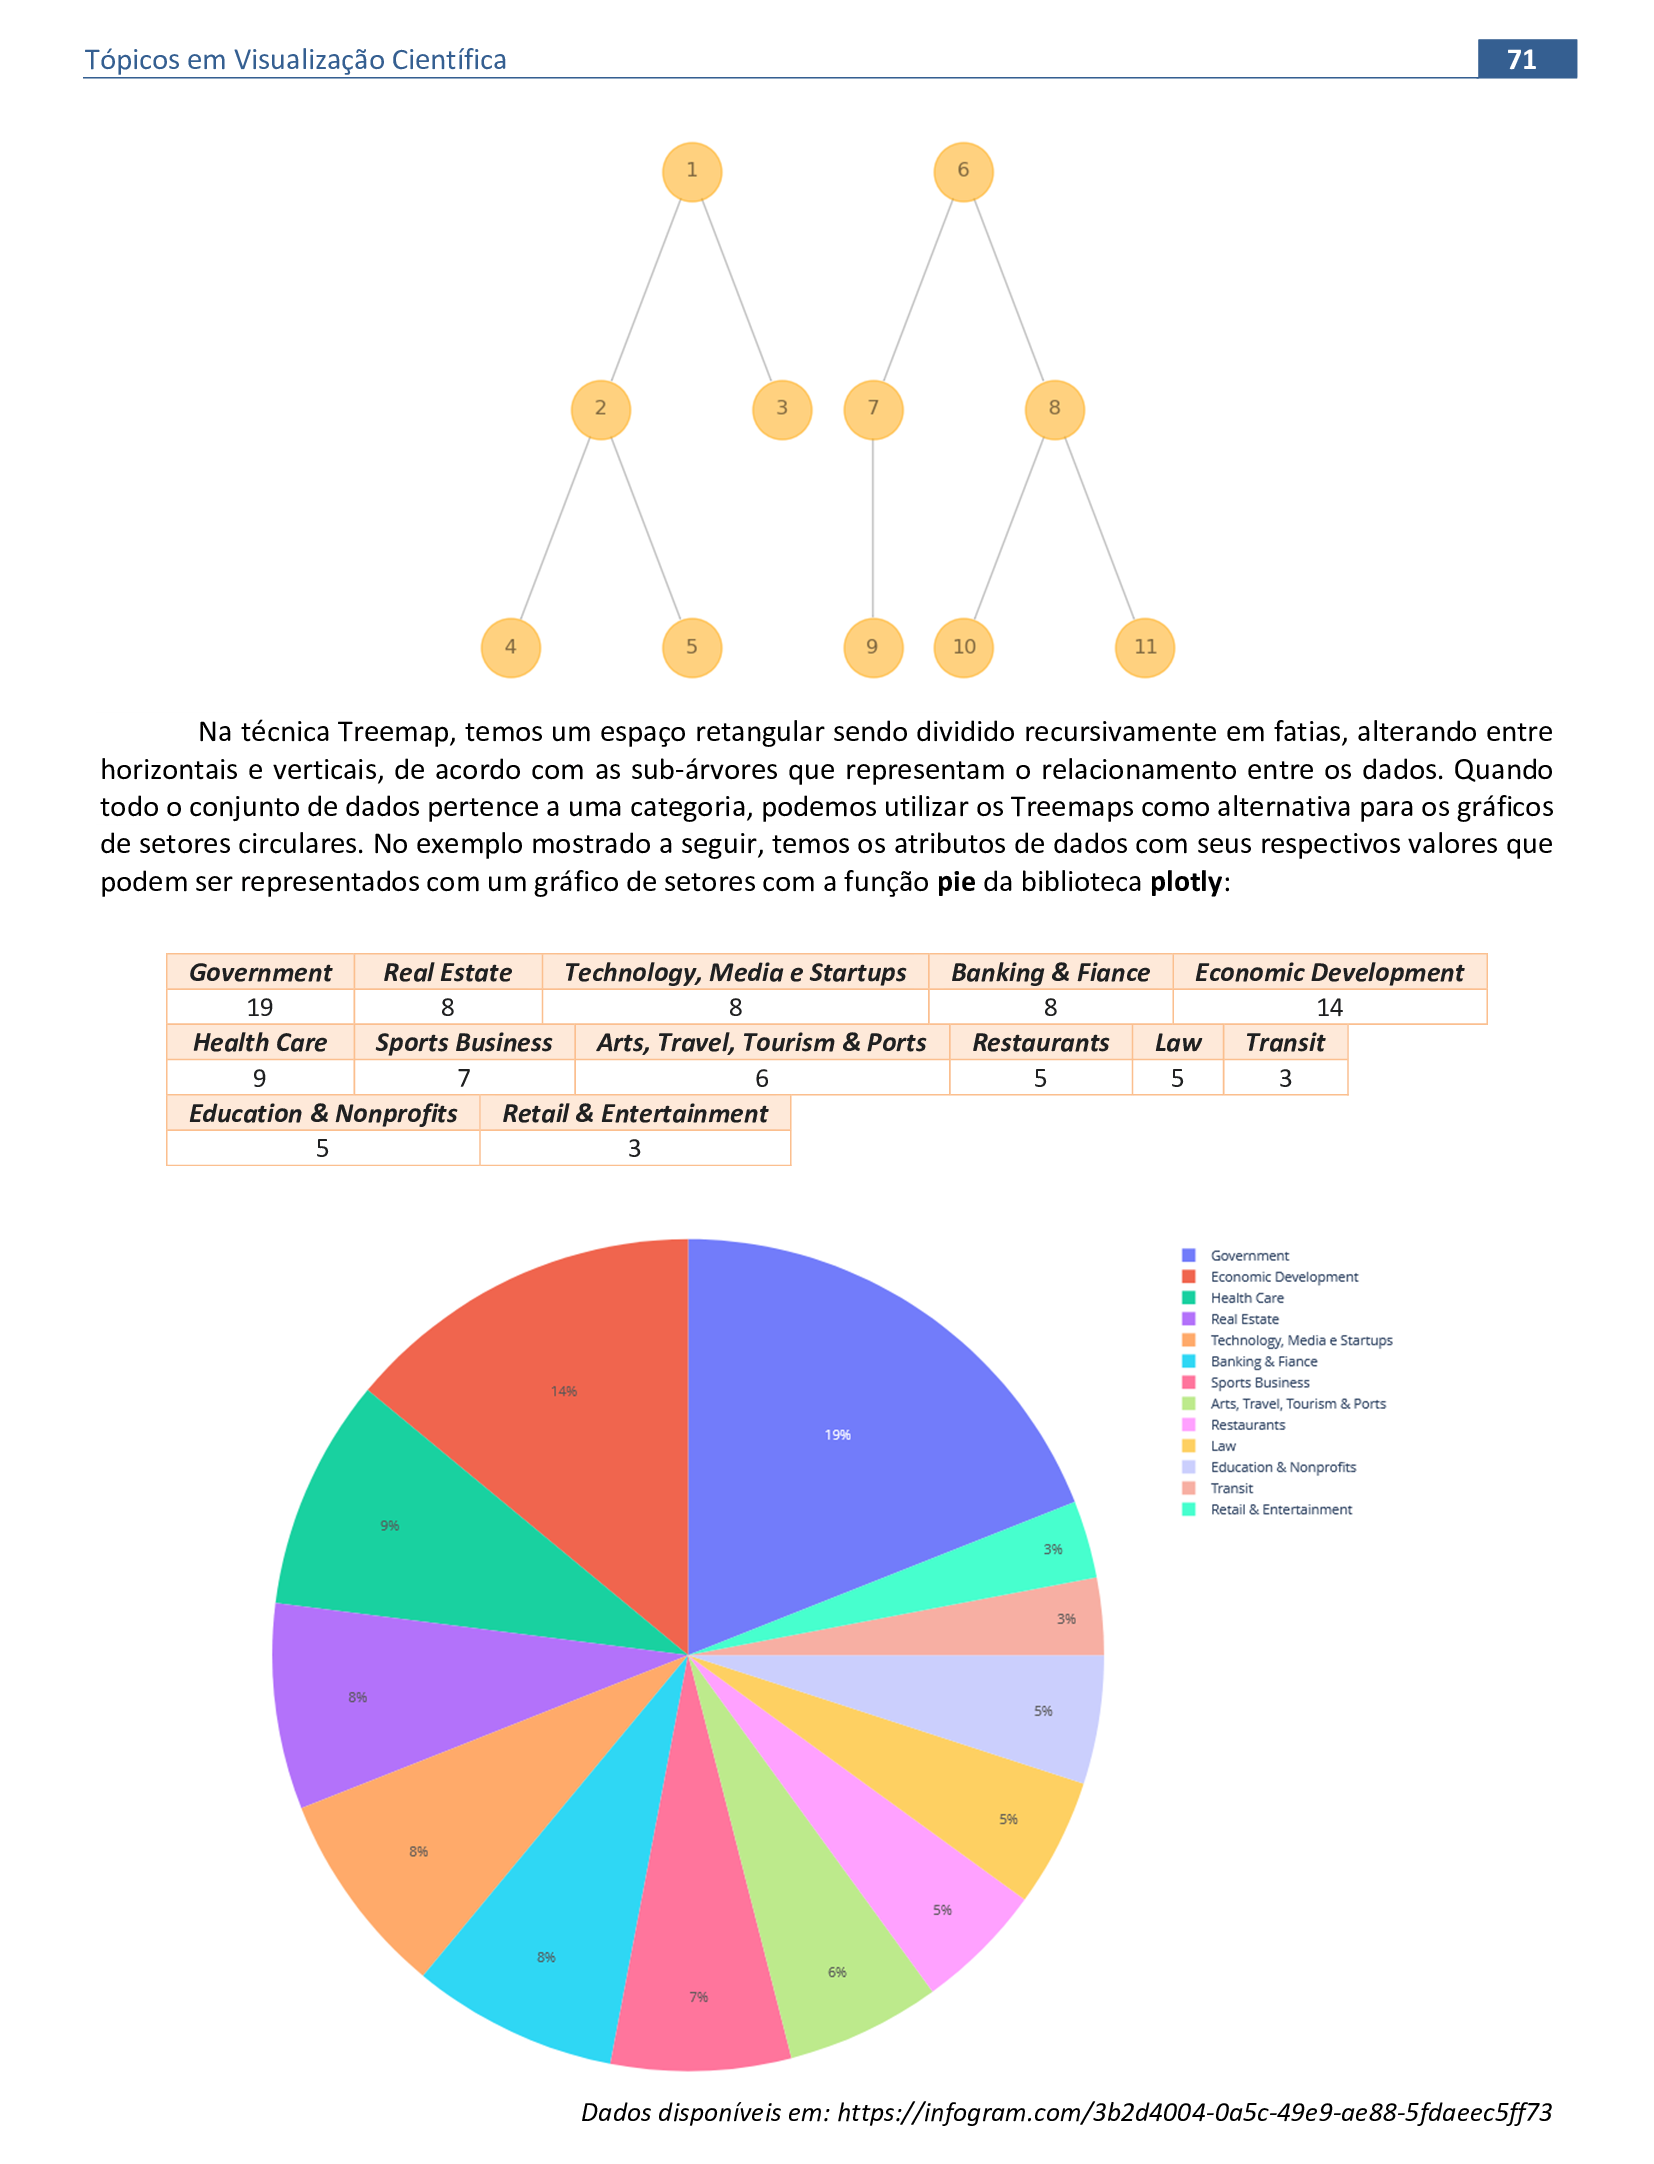 Tópicos em Visualização Científica 71
1 6
2 3 7 8
4 5 9 10 11
Na técnica Treemap, temos um espaço retangular sendo dividido recursivamente em fatias, alterando entre
horizontais e verticais, de acordo com as sub-árvores que representam o relacionamento entre os dados. Quando
todo o conjunto de dados pertence a uma categoria, podemos utilizar os Treemaps como alternativa para os gráficos
de setores circulares. No exemplo mostrado a seguir, temos os atributos de dados com seus respectivos valores que
podem ser representados com um gráfico de setores com a função pie da biblioteca plotly:
Government Real Estate Technology, Media e Startups Banking & Fiance Economic Development
19 8 8 8 14
Health Care Sports Business Arts, Travel, Tourism & Ports Restaurants Law Transit
9 7 6 5 5 3
Education & Nonprofits Retail & Entertainment
5 3
Government
Economic Development
Health Care
Real Estate
Technology, Media e Startups
Banking & Fiance
Sports Business
Arts, Travel, Tourism & Ports
Restaurants
Law
Education & Nonprofits
Transit
Retail & Entertainment
14%
19%
9%
3%
3%
8%
5%
5%
8%
5%
8%
6%
7%
Dados disponíveis em: https://infogram.com/3b2d4004-0a5c-49e9-ae88-5fdaeec5ff73